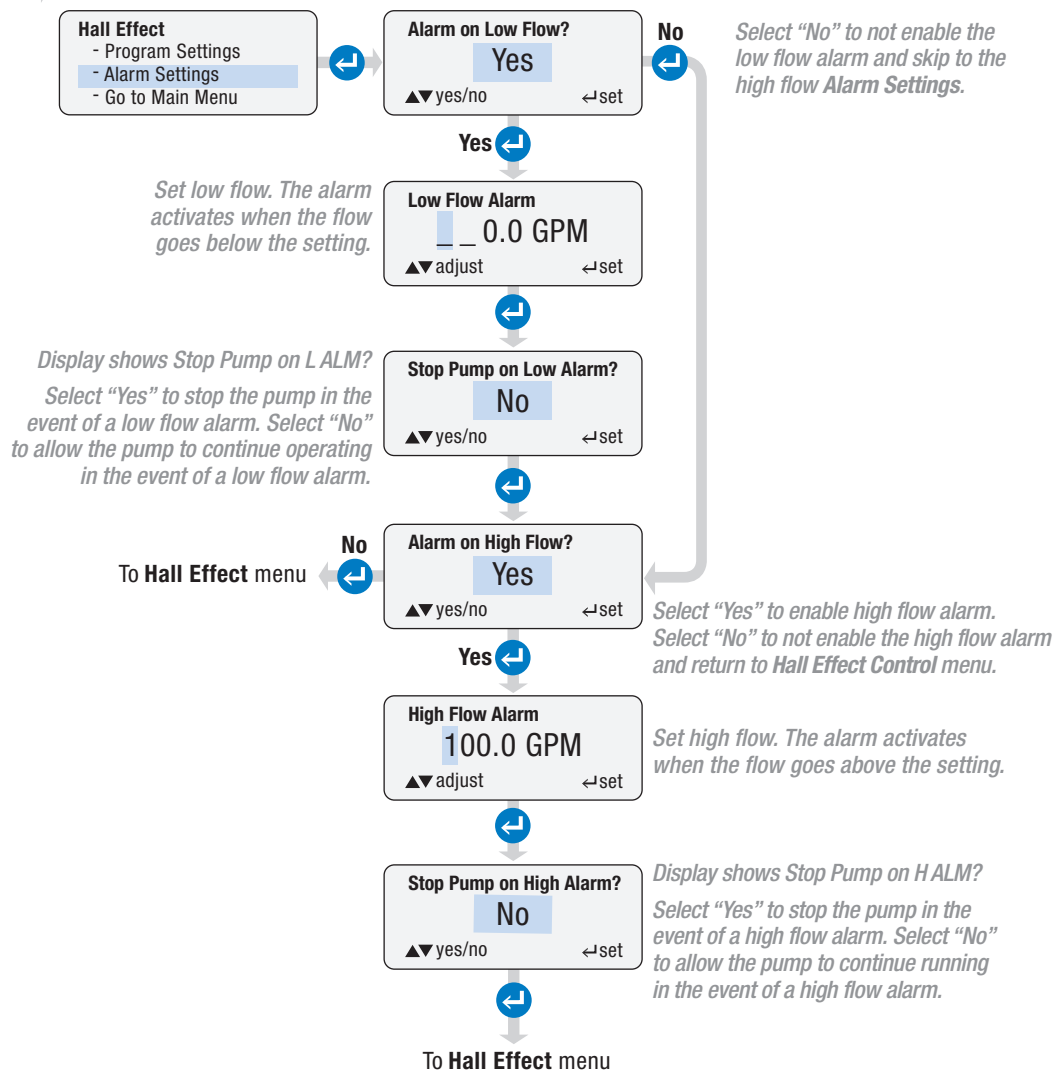 Hall Effect
- Program Settings
- Alarm Settings
- Go to Main Menu
Alarm on Low Flow?
Yes
▲▼ yes/no ↵set
No
Select “No” to not enable the
low flow alarm and skip to the
high flow Alarm Settings.
Yes
Set low flow. The alarm
activates when the flow
goes below the setting.
Low Flow Alarm
_ _ 0.0 GPM
▲▼ adjust ↵set
Display shows Stop Pump on L ALM?
Select “Yes” to stop the pump in the
event of a low flow alarm. Select “No”
to allow the pump to continue operating
in the event of a low flow alarm.
Stop Pump on Low Alarm?
No
▲▼ yes/no ↵set
No
To Hall Effect menu
Alarm on High Flow?
Yes
▲▼ yes/no ↵set
Select “Yes” to enable high flow alarm.
Select “No” to not enable the high flow alarm
and return to Hall Effect Control menu.
Yes
High Flow Alarm
100.0 GPM
▲▼ adjust ↵set
Set high flow. The alarm activates
when the flow goes above the setting.
Stop Pump on High Alarm?
No
▲▼ yes/no ↵set
Display shows Stop Pump on H ALM?
Select “Yes” to stop the pump in the
event of a high flow alarm. Select “No”
to allow the pump to continue running
in the event of a high flow alarm.
To Hall Effect menu